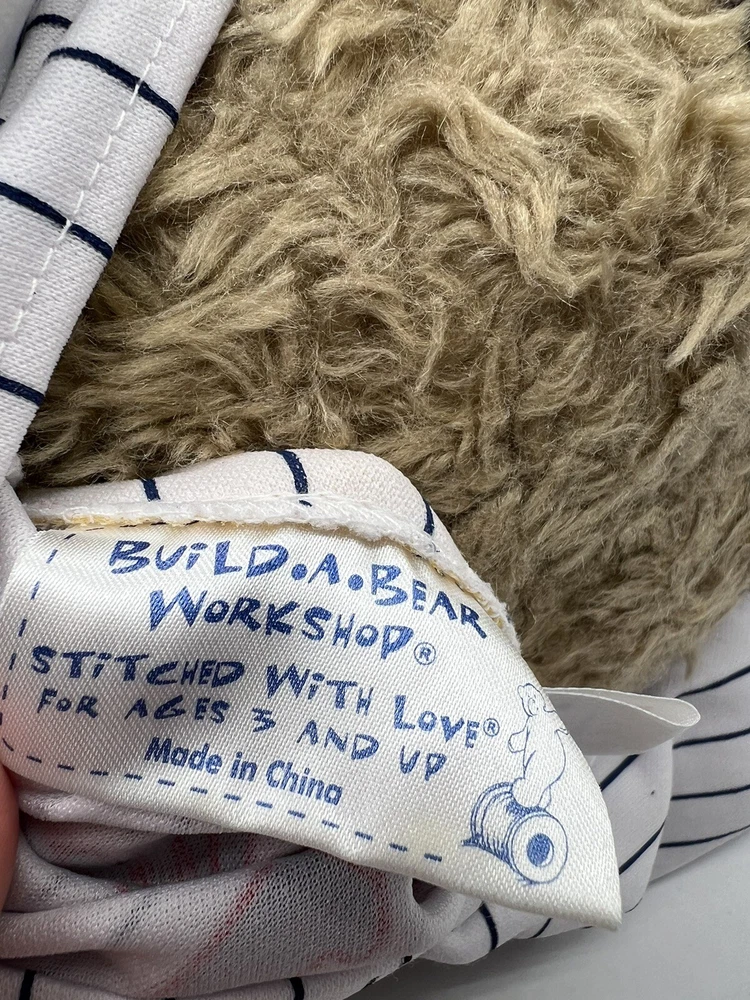 BUiLD.A.BEAR
WORKSHOP®
STiTCHED WiTH LOVE®
FOR AGES 3 AND UP
Made in China